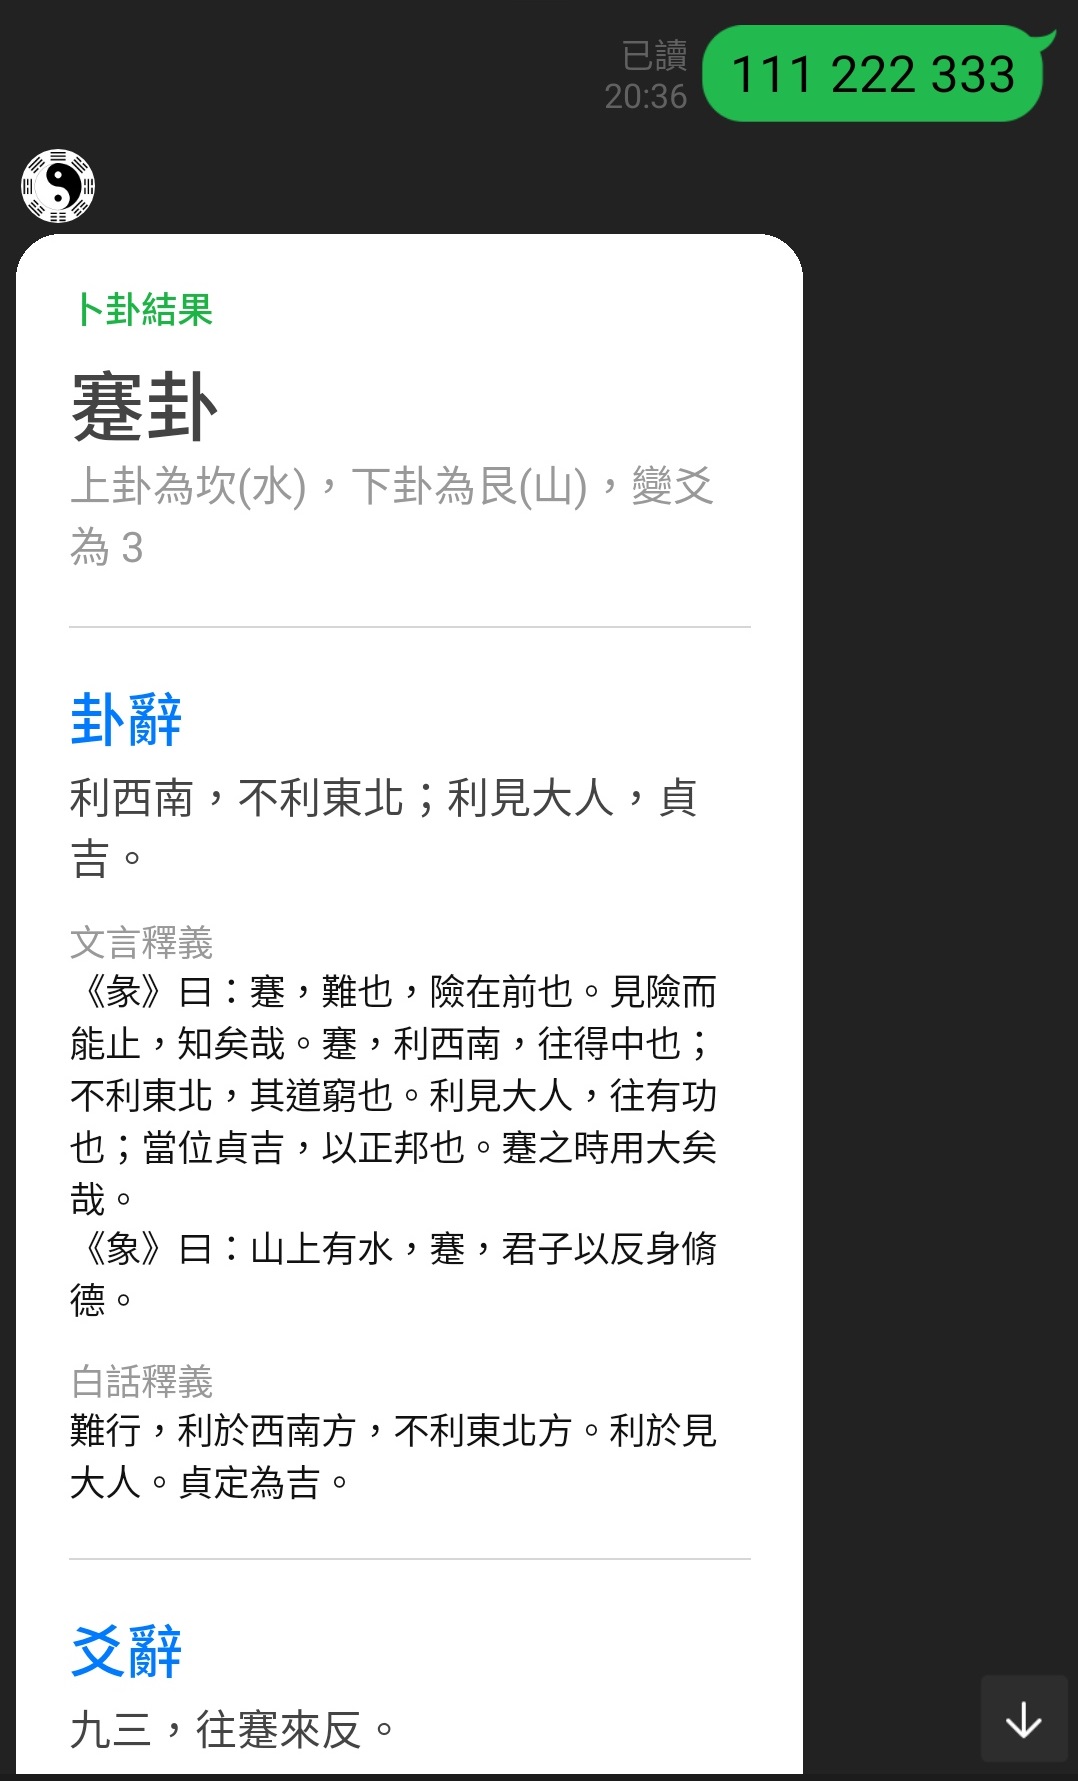 已讀
20:36
111 222 333
卜卦結果
蹇卦
上卦為坎(水)，下卦為艮(山)，變爻
為 3
卦辭
利西南，不利東北；利見大人，貞
吉。
文言釋義
《彖》曰：蹇，難也，險在前也。見險而
能止，知矣哉。蹇，利西南，往得中也；
不利東北，其道窮也。利見大人，往有功
也；當位貞吉，以正邦也。蹇之時用大矣
哉。
《象》曰：山上有水，蹇，君子以反身脩
德。
白話釋義
難行，利於西南方，不利東北方。利於見
大人。貞定為吉。
爻辭
九三，往蹇來反。